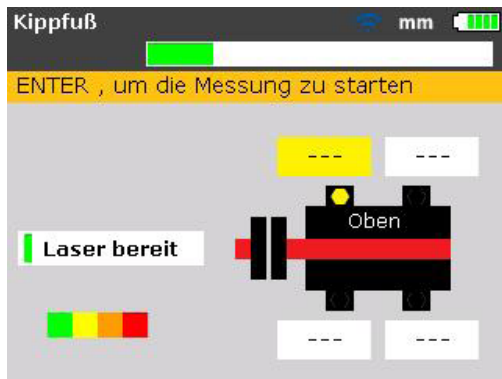 Kippfuß mm
ENTER , um die Messung zu starten
--- ---
Oben
Laser bereit
--- ---